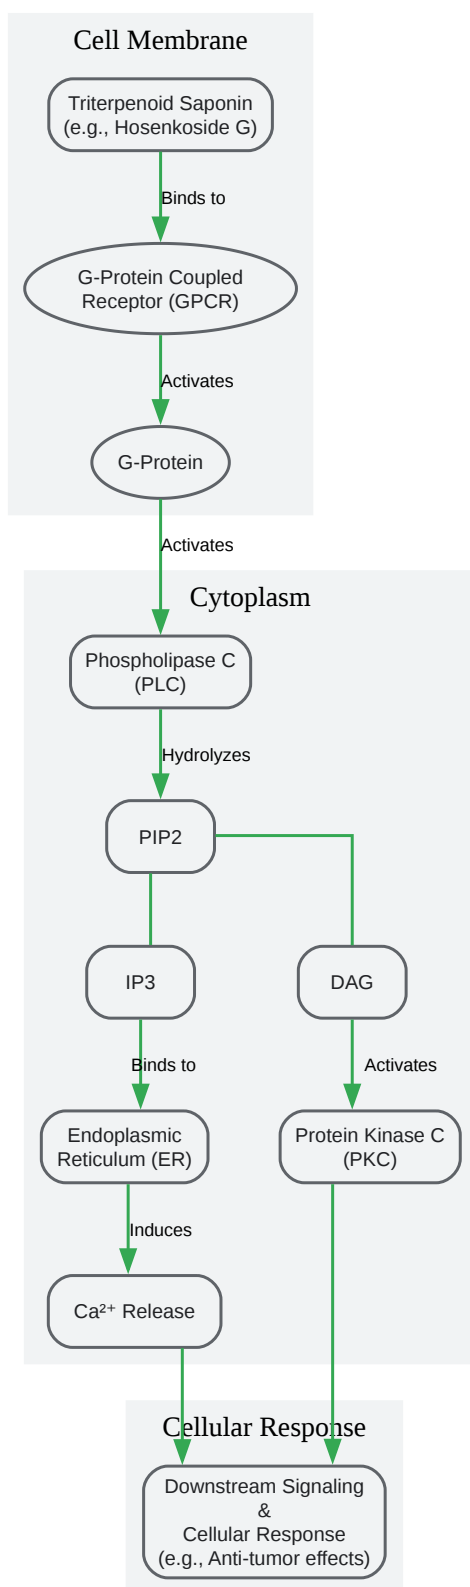 Cell Membrane
Triterpenoid Saponin
(e.g., Hosenkoside G)
Binds to
G-Protein Coupled
Receptor (GPCR)
Activates
G-Protein
Activates
Cytoplasm
Phospholipase C
(PLC)
Hydrolyzes
PIP2
IP3
DAG
Binds to
Activates
Endoplasmic
Reticulum (ER)
Protein Kinase C
(PKC)
Induces
Ca²⁺ Release
Cellular Response
Downstream Signaling
&
Cellular Response
(e.g., Anti-tumor effects)